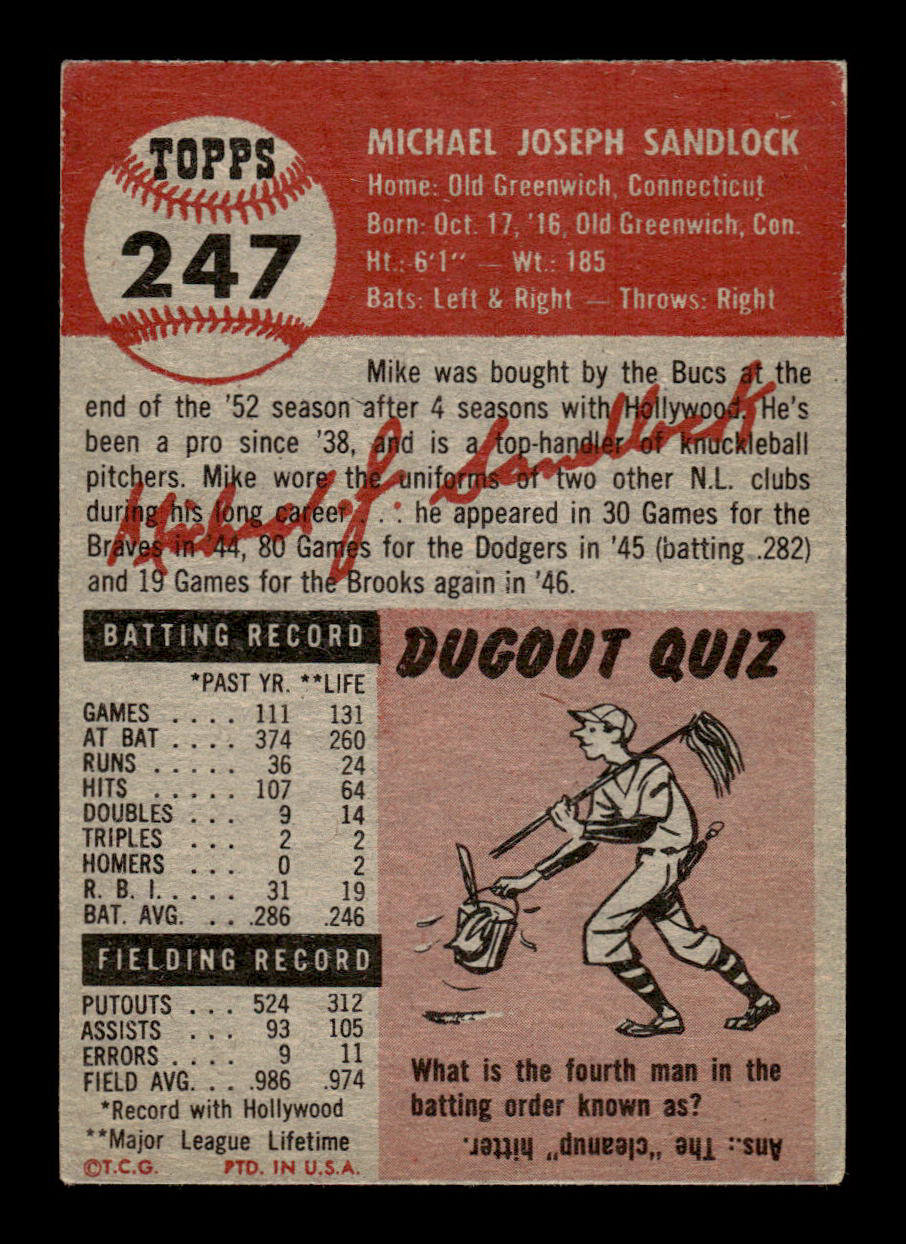 TOPPS
247
MICHAEL JOSEPH SANDLOCK
Home: Old Greenwich, Connecticut
Born: Oct. 17, '16, Old Greenwich, Con.
Ht.: 6'1" — Wt.: 185
Bats: Left & Right — Throws: Right
Mike was bought by the Bucs at the
end of the '52 season after 4 seasons with Hollywood. He's
been a pro since '38, and is a top-handler of knuckleball
pitchers. Mike wore the uniforms of two other N.L. clubs
during his long career . . . he appeared in 30 Games for the
Braves in '44, 80 Games for the Dodgers in '45 (batting .282)
and 19 Games for the Brooks again in '46.
Michael J. Sandlock
BATTING RECORD
*PAST YR. **LIFE
GAMES . . . . 111 131
AT BAT . . . . 374 260
RUNS . . . . . 36 24
HITS . . . . . 107 64
DOUBLES . . . 9 14
TRIPLES . . . 2 2
HOMERS . . . 0 2
R. B. I. . . . . 31 19
BAT. AVG. . . . .286 .246
FIELDING RECORD
PUTOUTS . . . 524 312
ASSISTS . . . 93 105
ERRORS . . . . 9 11
FIELD AVG. . . . .986 .974
*Record with Hollywood
**Major League Lifetime
©T.C.G. PTD. IN U.S.A.
DUGOUT QUIZ
What is the fourth man in the
batting order known as?
Ans.: The "cleanup" hitter.